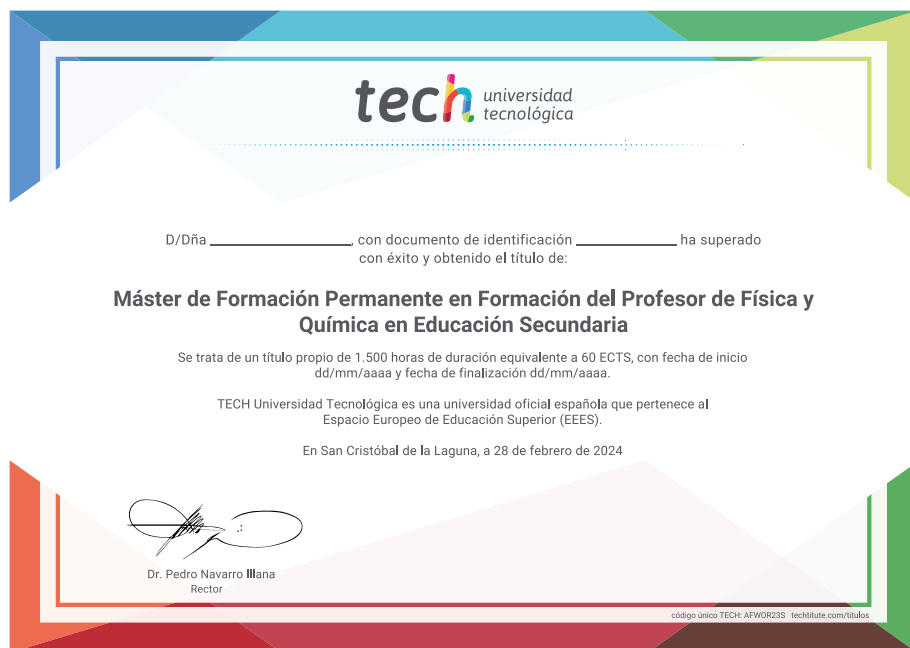 tech universidad
tecnológica
D/Dña ____________, con documento de identificación ____________ ha superado
con éxito y obtenido el título de:
Máster de Formación Permanente en Formación del Profesor de Física y
Química en Educación Secundaria
Se trata de un título propio de 1.500 horas de duración equivalente a 60 ECTS, con fecha de inicio
dd/mm/aaaa y fecha de finalización dd/mm/aaaa.
TECH Universidad Tecnológica es una universidad oficial española que pertenece al
Espacio Europeo de Educación Superior (EEES).
En San Cristóbal de la Laguna, a 28 de febrero de 2024
Dr. Pedro Navarro Illana
Rector
código único TECH: AFWOR23S techtitute.com/titulos